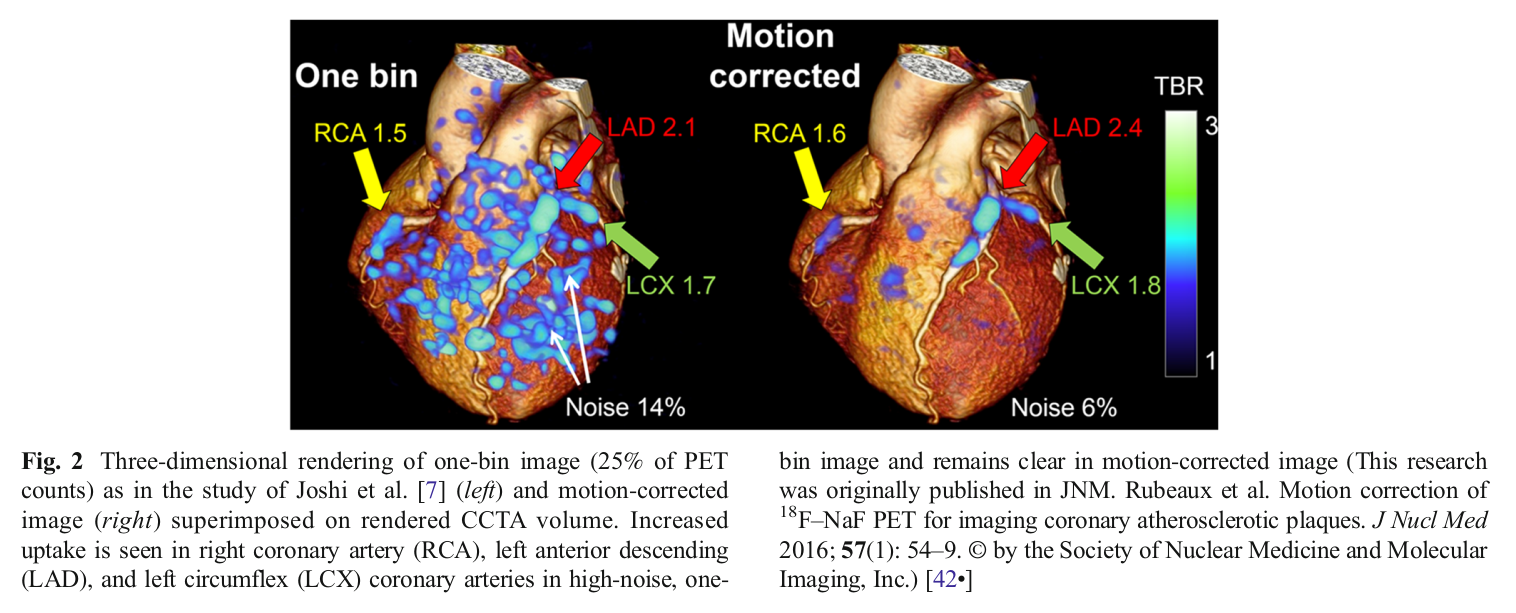 One bin
Motion
corrected
TBR
RCA 1.5
LAD 2.1
RCA 1.6
LAD 2.4
3
LCX 1.7
LCX 1.8
1
Noise 14%
Noise 6%
Fig. 2 Three-dimensional rendering of one-bin image (25% of PET
counts) as in the study of Joshi et al. [7] (left) and motion-corrected
image (right) superimposed on rendered CCTA volume. Increased
uptake is seen in right coronary artery (RCA), left anterior descending
(LAD), and left circumflex (LCX) coronary arteries in high-noise, one-
bin image and remains clear in motion-corrected image (This research
was originally published in JNM. Rubeaux et al. Motion correction of
¹⁸F–NaF PET for imaging coronary atherosclerotic plaques. J Nucl Med
2016; 57(1): 54–9. © by the Society of Nuclear Medicine and Molecular
Imaging, Inc.) [42•]